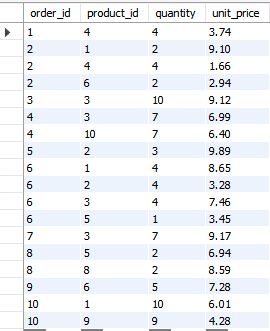 order_id product_id quantity unit_price
1 4 4 3.74
2 1 2 9.10
2 4 4 1.66
2 6 2 2.94
3 3 10 9.12
4 3 7 6.99
4 10 7 6.40
5 2 3 9.89
6 1 4 8.65
6 2 4 3.28
6 3 4 7.46
6 5 1 3.45
7 3 7 9.17
8 5 2 6.94
8 8 2 8.59
9 6 5 7.28
10 1 10 6.01
10 9 9 4.28